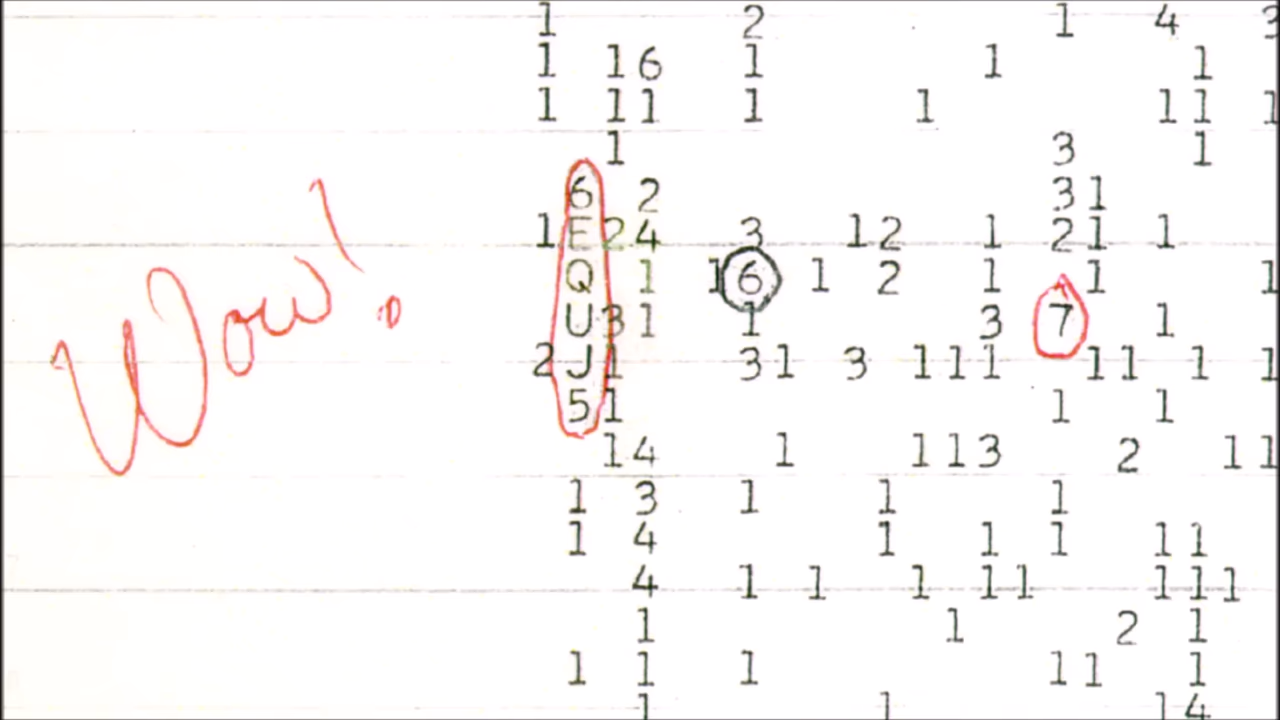 1 2 1 4 3
1 16 1 1 1
1 11 1 1 11 1
1 3 1
6 2 31
1E24 3 12 1 21 1
Q 1 16 1 2 1 1 1
U31 1 3 7 1
2J1 31 3 111 11 1 1
51 1 1
14 1 113 2 11
1 3 1 1 1
1 4 1 1 1 11
4 1 1 1 11 111
1 1 2 1
1 1 1 11 1
1 1 14
Wow!